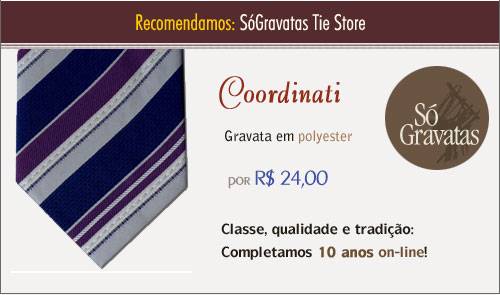 Recomendamos: SóGravatas Tie Store
Coordinati
Gravata em polyester
por R$ 24,00
Só
Gravatas
Classe, qualidade e tradição:
Completamos 10 anos on-line!